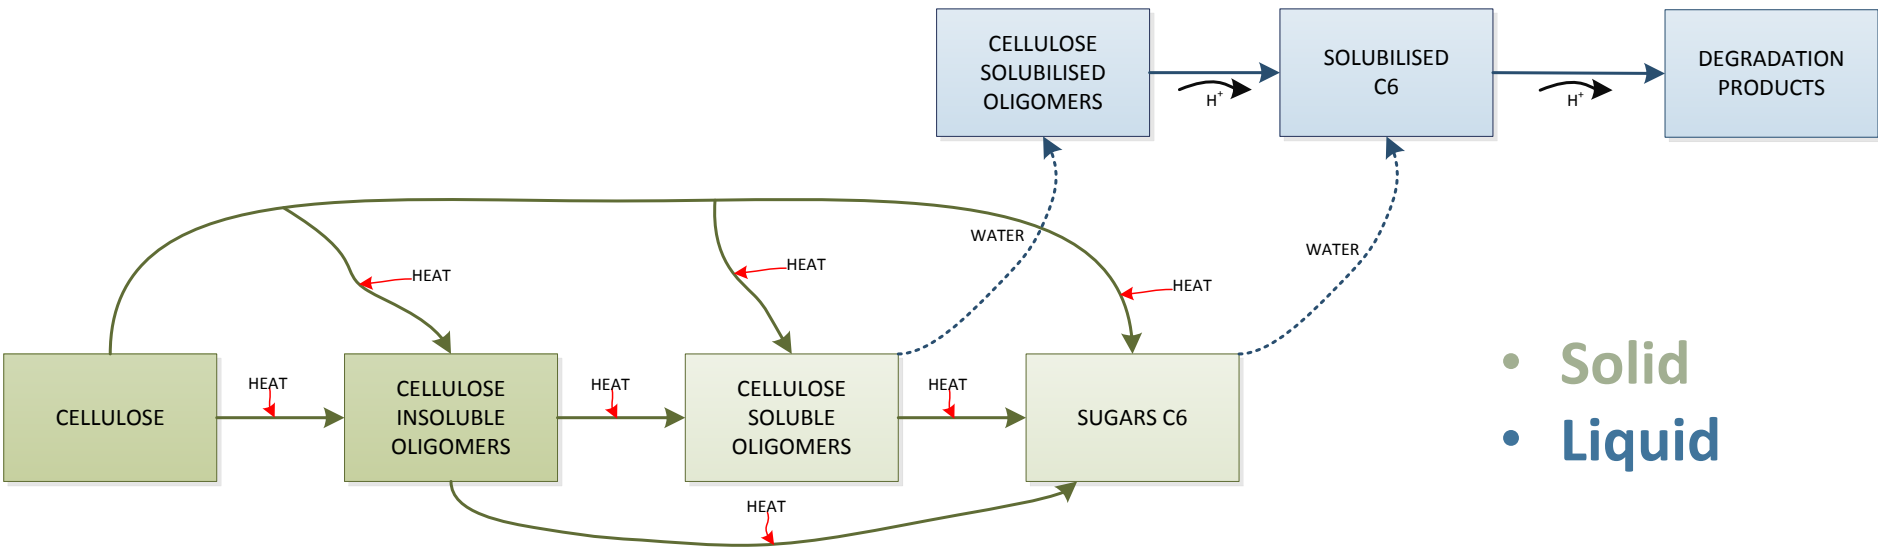 CELLULOSE
SOLUBILISED
OLIGOMERS
H⁺
SOLUBILISED
C6
H⁺
DEGRADATION
PRODUCTS
WATER
WATER
HEAT
HEAT
HEAT
CELLULOSE
HEAT
CELLULOSE
INSOLUBLE
OLIGOMERS
HEAT
CELLULOSE
SOLUBLE
OLIGOMERS
HEAT
SUGARS C6
HEAT
• Solid
• Liquid